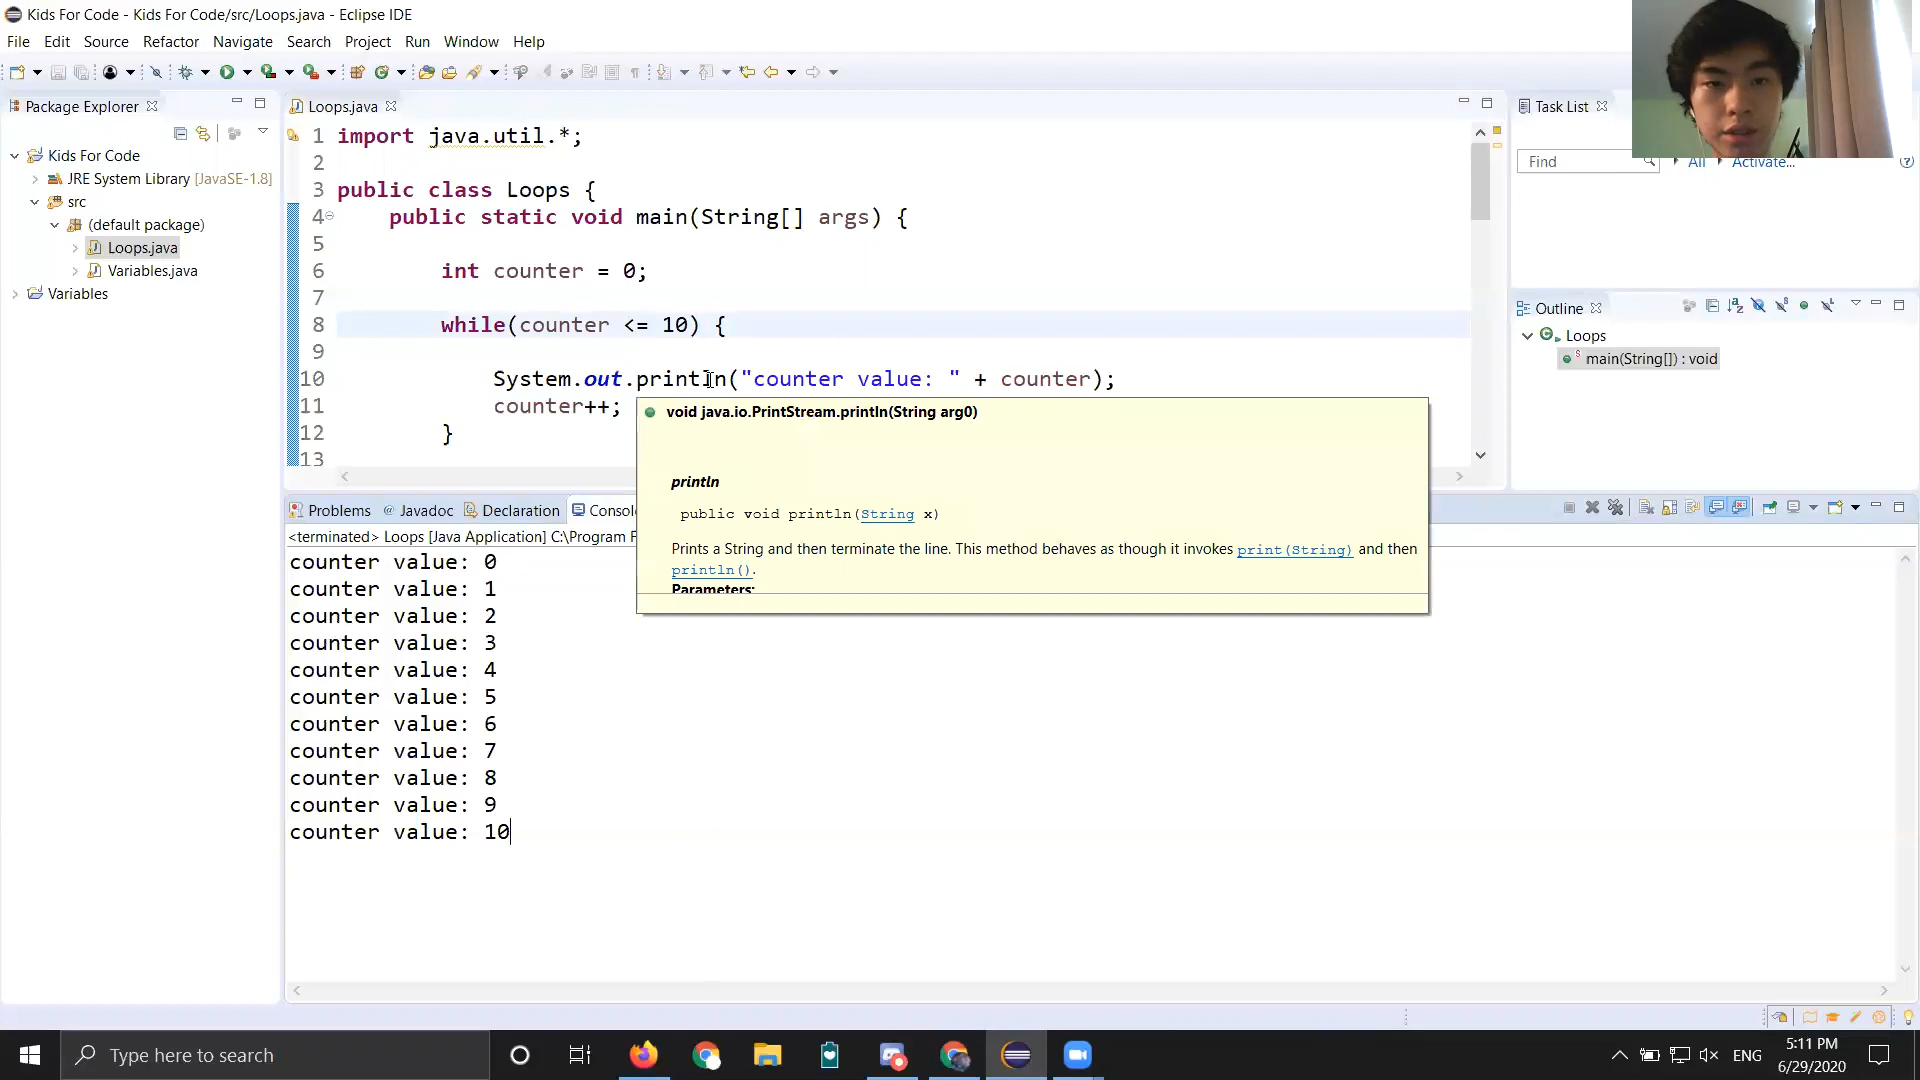 Kids For Code - Kids For Code/src/Loops.java - Eclipse IDE
File Edit Source Refactor Navigate Search Project Run Window Help
Package Explorer
Kids For Code
JRE System Library [JavaSE-1.8]
src
(default package)
Loops.java
Variables.java
Variables
Loops.java
1 import java.util.*;
2
3 public class Loops {
4 public static void main(String[] args) {
5
6 int counter = 0;
7
8 while(counter <= 10) {
9
10 System.out.println("counter value: " + counter);
11 counter++;
12 }
13
void java.io.PrintStream.println(String arg0)
println
public void println(String x)
Prints a String and then terminate the line. This method behaves as though it invokes print(String) and then
println().
Parameters:
Problems Javadoc Declaration Consol
<terminated> Loops [Java Application] C:\Program F
counter value: 0
counter value: 1
counter value: 2
counter value: 3
counter value: 4
counter value: 5
counter value: 6
counter value: 7
counter value: 8
counter value: 9
counter value: 10
Task List
Find All Activate...
Outline
Loops
main(String[]) : void
Type here to search
ENG
5:11 PM
6/29/2020